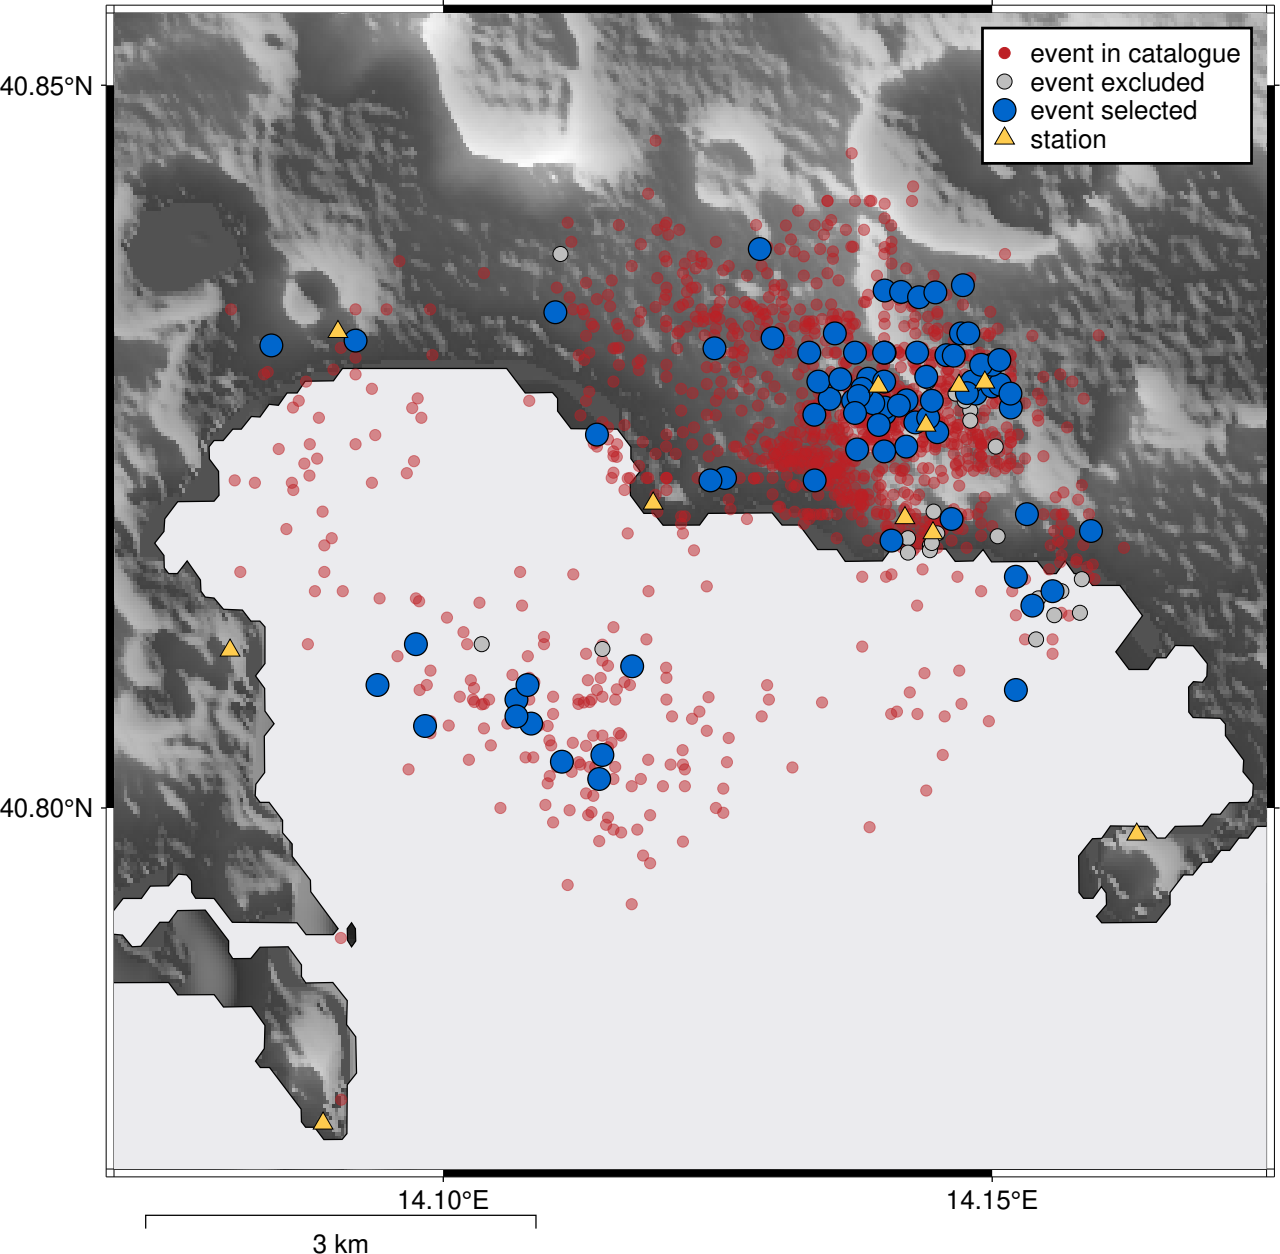 event in catalogue
event excluded
event selected
station
40.85°N
40.80°N
14.10°E
14.15°E
3 km